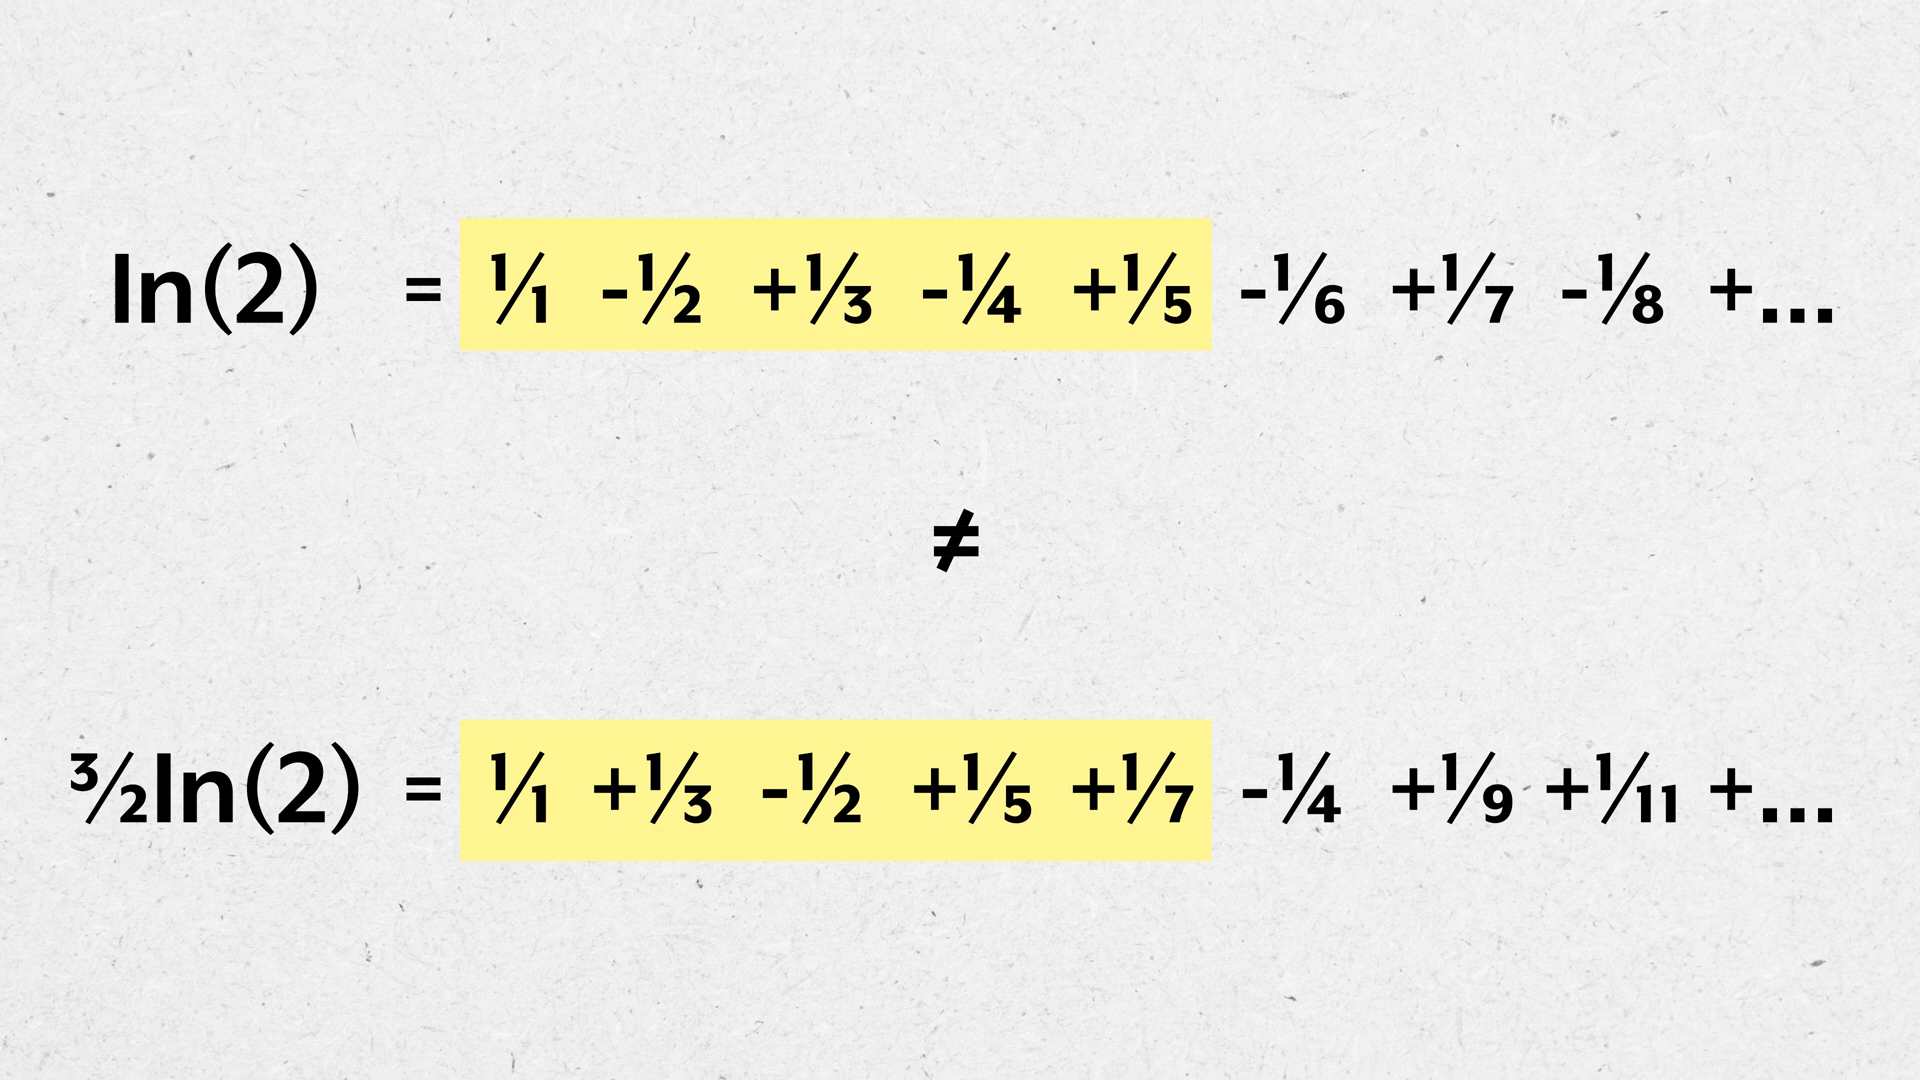 ln(2) = ⅟1 -½ +⅓ -¼ +⅕ -⅙ +⅐ -⅛ +...
≠
³⁄₂ln(2) = ⅟1 +⅓ -½ +⅕ +⅐ -¼ +⅑ +⅟11 +...